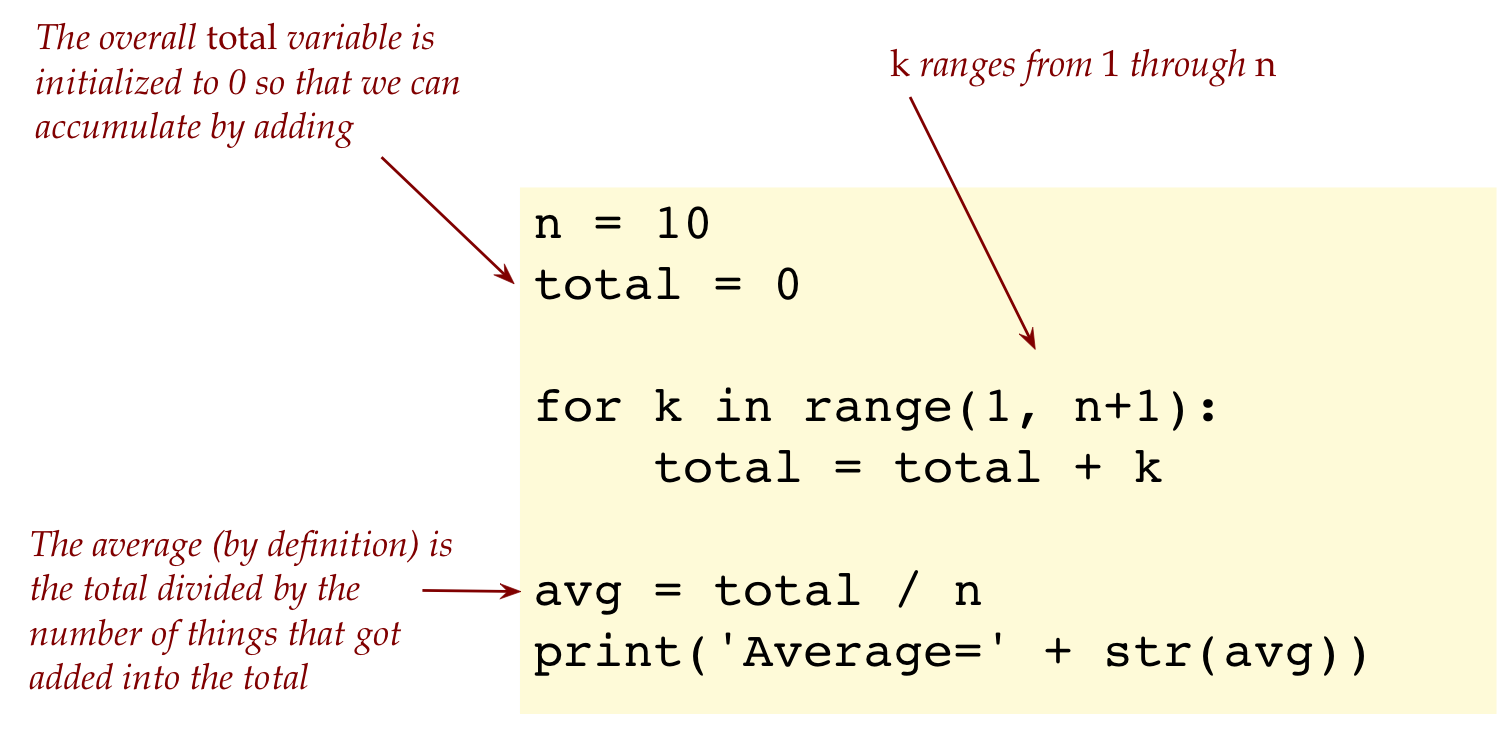 The overall total variable is
initialized to 0 so that we can
accumulate by adding
k ranges from 1 through n
n = 10
total = 0
for k in range(1, n+1):
    total = total + k
The average (by definition) is
the total divided by the
number of things that got
added into the total
avg = total / n
print('Average=' + str(avg))